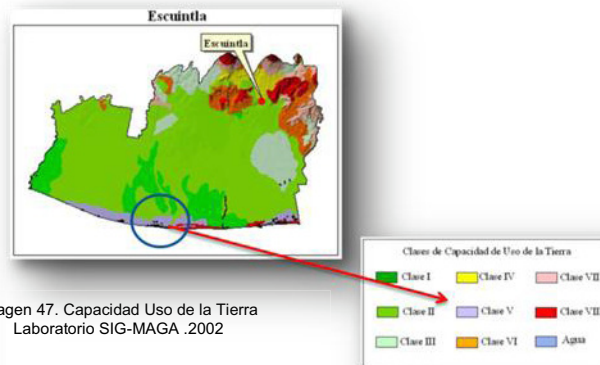 Escuintla
Escuintla
Clases de Capacidad de Uso de la Tierra
Clase I
Clase IV
Clase VII
Clase II
Clase V
Clase VIII
Clase III
Clase VI
Agua
agen 47. Capacidad Uso de la Tierra
Laboratorio SIG-MAGA .2002